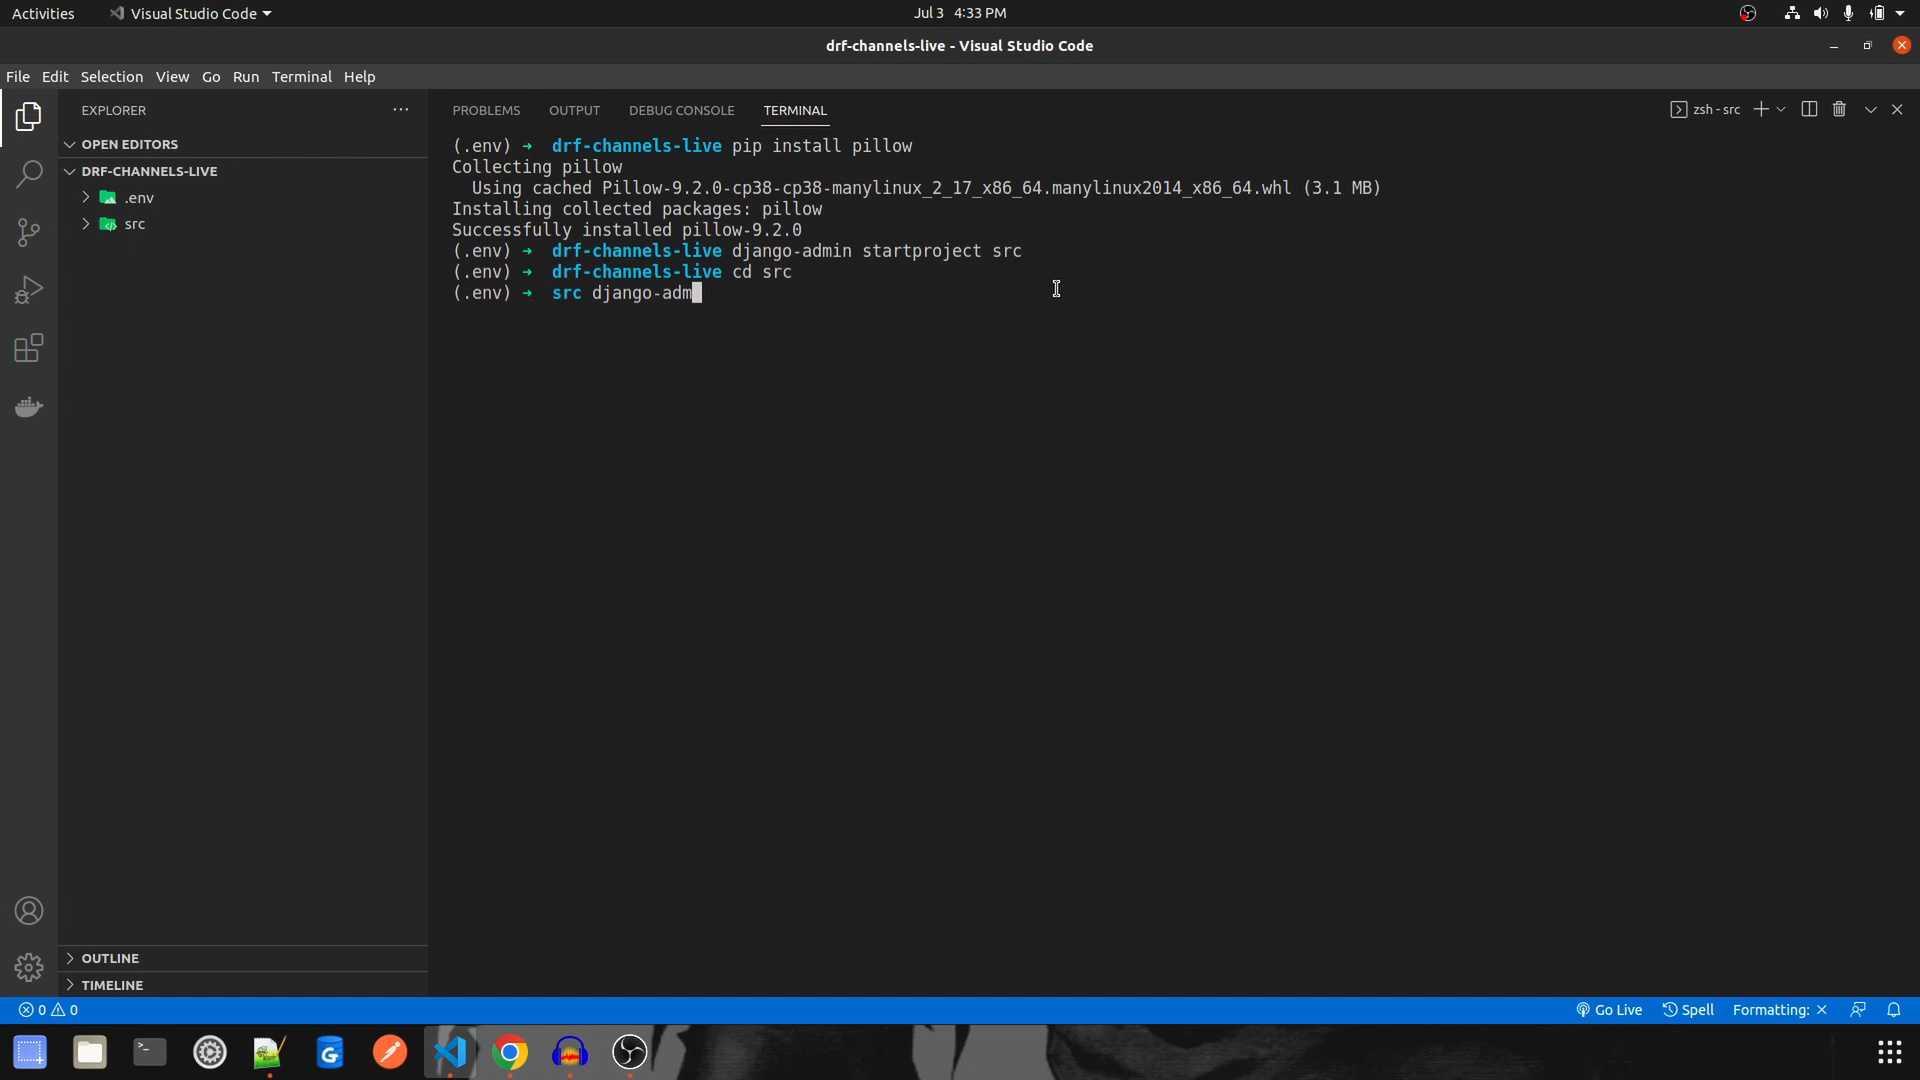 Activities Visual Studio Code Jul 3 4:33 PM
drf-channels-live - Visual Studio Code
File Edit Selection View Go Run Terminal Help
EXPLORER
OPEN EDITORS
DRF-CHANNELS-LIVE
.env
src
OUTLINE
TIMELINE
PROBLEMS OUTPUT DEBUG CONSOLE TERMINAL zsh - src
(.env) ➜ drf-channels-live pip install pillow
Collecting pillow
Using cached Pillow-9.2.0-cp38-cp38-manylinux_2_17_x86_64.manylinux2014_x86_64.whl (3.1 MB)
Installing collected packages: pillow
Successfully installed pillow-9.2.0
(.env) ➜ drf-channels-live django-admin startproject src
(.env) ➜ drf-channels-live cd src
(.env) ➜ src django-adm
0 0 Go Live Spell Formatting: ×